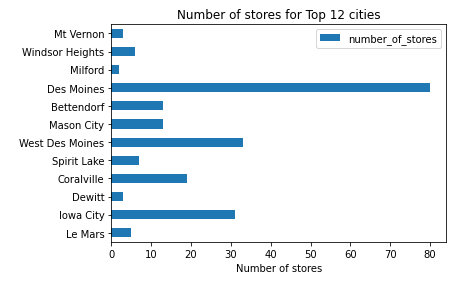 Number of stores for Top 12 cities
number_of_stores
Mt Vernon
Windsor Heights
Milford
Des Moines
Bettendorf
Mason City
West Des Moines
Spirit Lake
Coralville
Dewitt
Iowa City
Le Mars
0 10 20 30 40 50 60 70 80
Number of stores